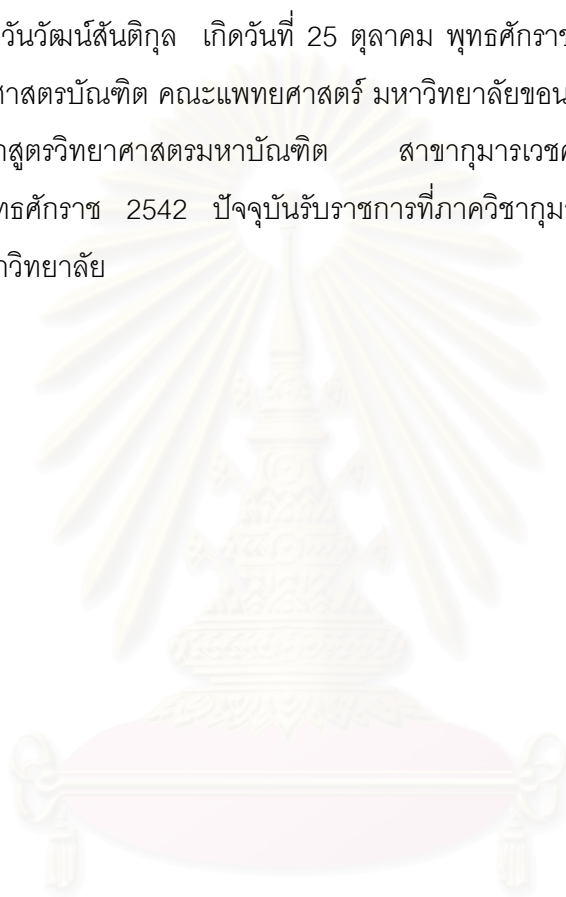 วันวัฒน์สันติกุล เกิดวันที่ 25 ตุลาคม พุทธศักราช
ศาสตรบัณฑิต คณะแพทยศาสตร์ มหาวิทยาลัยขอน
สูตรวิทยาศาสตรมหาบัณฑิต สาขากุมารเวช
ทธศักราช 2542 ปัจจุบันรับราชการที่ภาควิชากุม
าวิทยาลัย